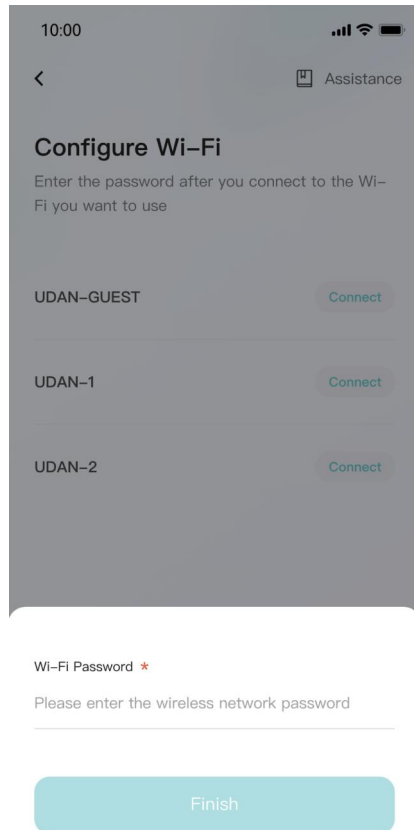 10:00
Assistance
Configure Wi-Fi
Enter the password after you connect to the Wi-
Fi you want to use
UDAN-GUEST Connect
UDAN-1 Connect
UDAN-2 Connect
Wi-Fi Password *
Please enter the wireless network password
Finish